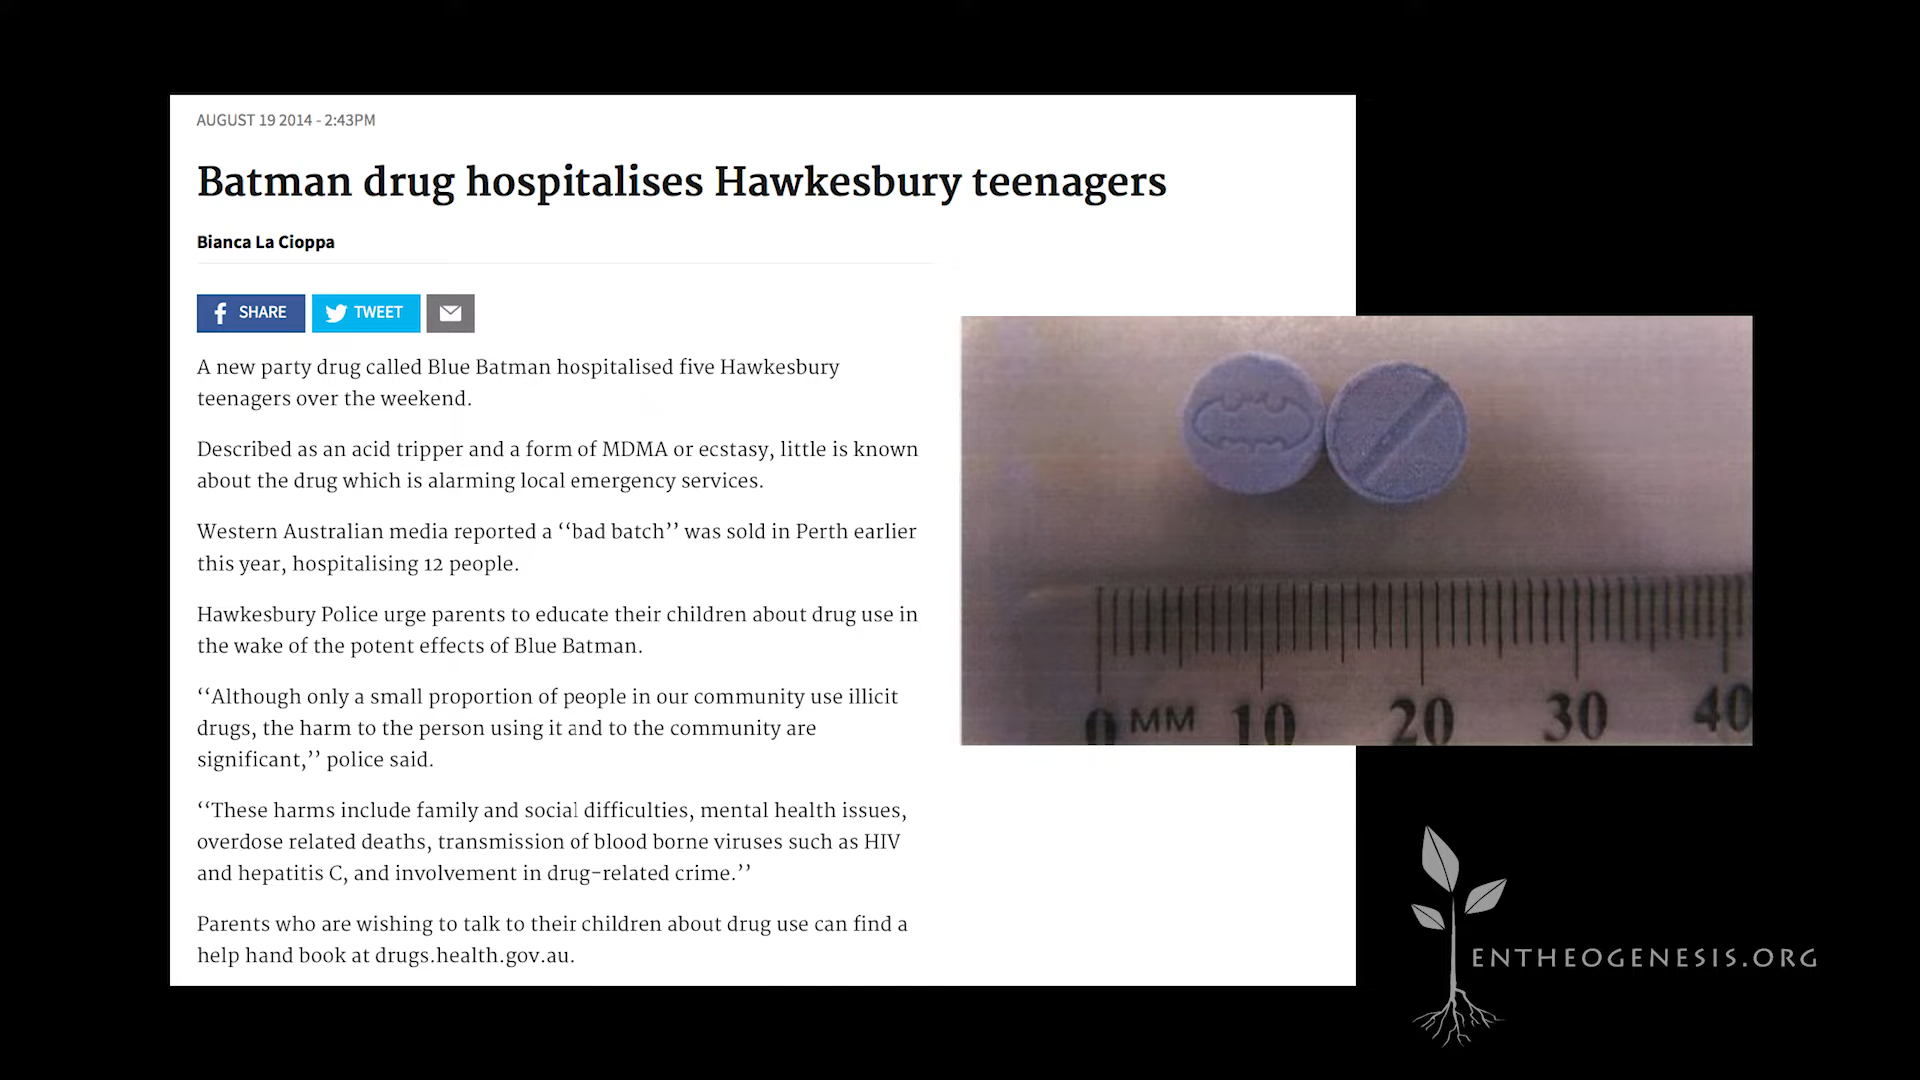 AUGUST 19 2014 - 2:43PM
Batman drug hospitalises Hawkesbury teenagers
Bianca La Cioppa
SHARE
TWEET
A new party drug called Blue Batman hospitalised five Hawkesbury
teenagers over the weekend.
Described as an acid tripper and a form of MDMA or ecstasy, little is known
about the drug which is alarming local emergency services.
Western Australian media reported a ‘‘bad batch’’ was sold in Perth earlier
this year, hospitalising 12 people.
Hawkesbury Police urge parents to educate their children about drug use in
the wake of the potent effects of Blue Batman.
‘‘Although only a small proportion of people in our community use illicit
drugs, the harm to the person using it and to the community are
significant,’’ police said.
‘‘These harms include family and social difficulties, mental health issues,
overdose related deaths, transmission of blood borne viruses such as HIV
and hepatitis C, and involvement in drug-related crime.’’
Parents who are wishing to talk to their children about drug use can find a
help hand book at drugs.health.gov.au.
0 MM 10 20 30 40
ENTHEOGENESIS.ORG